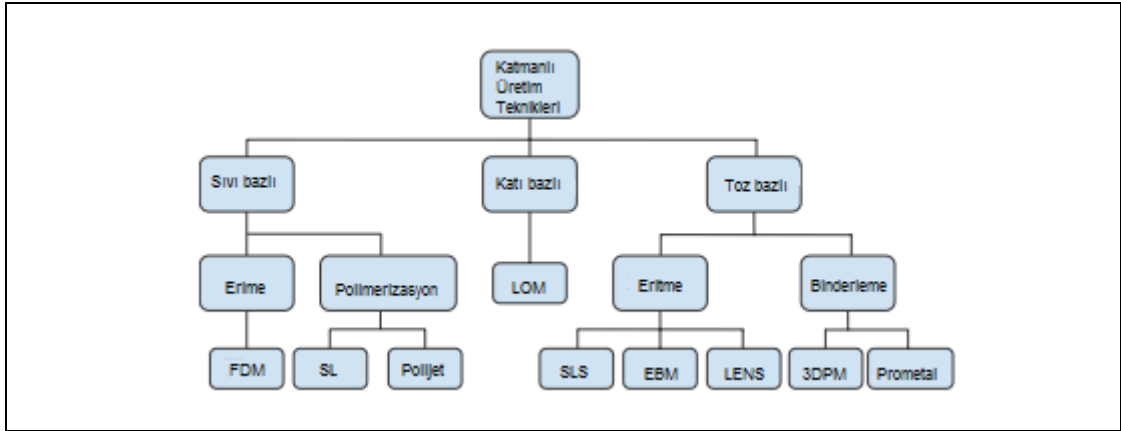 Katmanlı
Üretim
Teknikleri
Sıvı bazlı
Katı bazlı
Toz bazlı
Erime
Polimerizasyon
LOM
Eritme
Binderleme
FDM
SL
Polijet
SLS
EBM
LENS
3DPM
Prometal